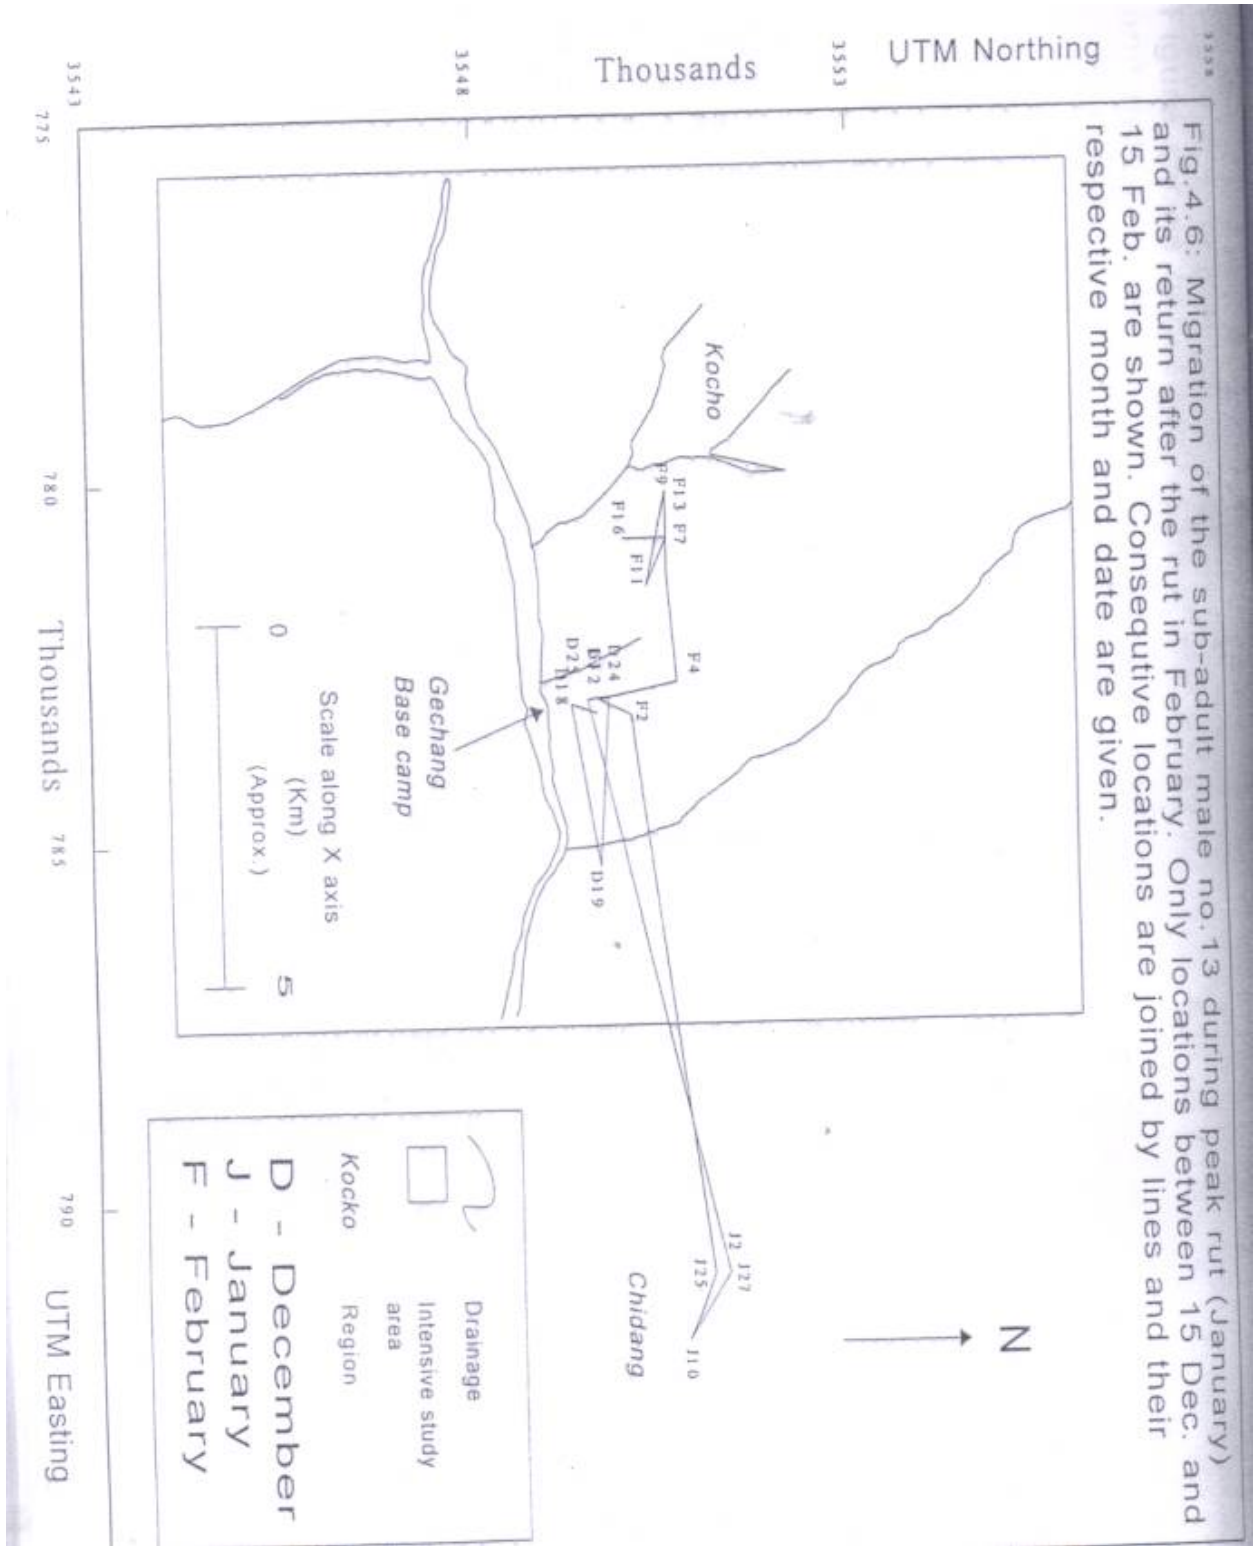 Fig.4.6: Migration of the sub-adult male no.13 during peak rut (January)
and its return after the rut in February. Only locations between 15 Dec. and
15 Feb. are shown. Consequtive locations are joined by lines and their
respective month and date are given.
3558
UTM Northing
3553
Thousands
3548
3543
775
780
Thousands
785
790
UTM Easting
N
Kocho
F9
F13
F7
F16
F11
F4
F2
D24
D12
D25
D18
D19
Gechang
Base camp
J2
J27
J25
J10
Chidang
0
5
Scale along X axis
(Km)
(Approx.)
Drainage
Intensive study
area
Kocko
Region
D - December
J - January
F - February